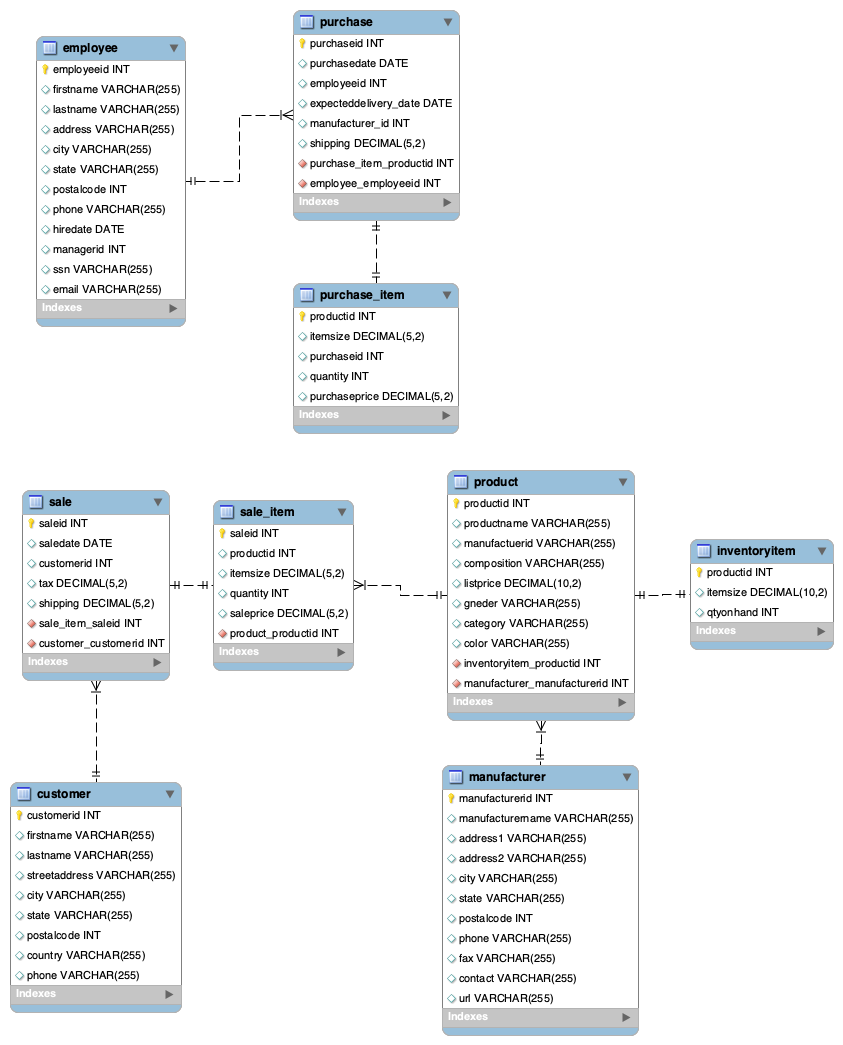 employee
employeeid INT
firstname VARCHAR(255)
lastname VARCHAR(255)
address VARCHAR(255)
city VARCHAR(255)
state VARCHAR(255)
postalcode INT
phone VARCHAR(255)
hiredate DATE
managerid INT
ssn VARCHAR(255)
email VARCHAR(255)
Indexes
purchase
purchaseid INT
purchasedate DATE
employeeid INT
expecteddelivery_date DATE
manufacturer_id INT
shipping DECIMAL(5,2)
purchase_item_productid INT
employee_employeeid INT
Indexes
purchase_item
productid INT
itemsize DECIMAL(5,2)
purchaseid INT
quantity INT
purchaseprice DECIMAL(5,2)
Indexes
sale
saleid INT
saledate DATE
customerid INT
tax DECIMAL(5,2)
shipping DECIMAL(5,2)
sale_item_saleid INT
customer_customerid INT
Indexes
sale_item
saleid INT
productid INT
itemsize DECIMAL(5,2)
quantity INT
saleprice DECIMAL(5,2)
product_productid INT
Indexes
product
productid INT
productname VARCHAR(255)
manufactuerid VARCHAR(255)
composition VARCHAR(255)
listprice DECIMAL(10,2)
gneder VARCHAR(255)
category VARCHAR(255)
color VARCHAR(255)
inventoryitem_productid INT
manufacturer_manufacturerid INT
Indexes
inventoryitem
productid INT
itemsize DECIMAL(10,2)
qtyonhand INT
Indexes
customer
customerid INT
firstname VARCHAR(255)
lastname VARCHAR(255)
streetaddress VARCHAR(255)
city VARCHAR(255)
state VARCHAR(255)
postalcode INT
country VARCHAR(255)
phone VARCHAR(255)
Indexes
manufacturer
manufacturerid INT
manufacturername VARCHAR(255)
address1 VARCHAR(255)
address2 VARCHAR(255)
city VARCHAR(255)
state VARCHAR(255)
postalcode INT
phone VARCHAR(255)
fax VARCHAR(255)
contact VARCHAR(255)
url VARCHAR(255)
Indexes